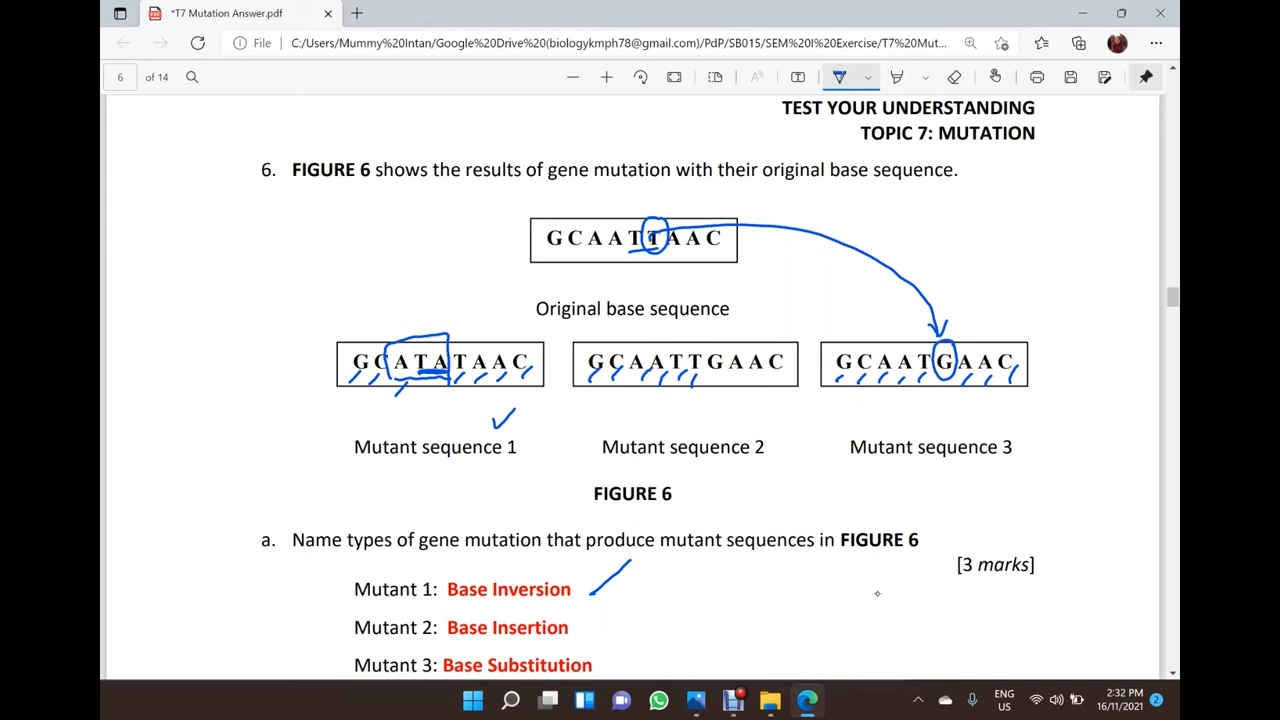 *T7 Mutation Answer.pdf
File C:/Users/Mummy%20Intan/Google%20Drive%20(biologykmph78@gmail.com)/PdP/SB015/SEM%20I%20Exercise/T7%20Mut...
6 of 14
TEST YOUR UNDERSTANDING
TOPIC 7: MUTATION
6. FIGURE 6 shows the results of gene mutation with their original base sequence.
G C A A T T A A C
Original base sequence
G C A T A T A A C G C A A T T G A A C G C A A T G A A C
Mutant sequence 1 Mutant sequence 2 Mutant sequence 3
FIGURE 6
a. Name types of gene mutation that produce mutant sequences in FIGURE 6
[3 marks]
Mutant 1: Base Inversion
Mutant 2: Base Insertion
Mutant 3: Base Substitution
ENG
US
2:32 PM
16/11/2021
2